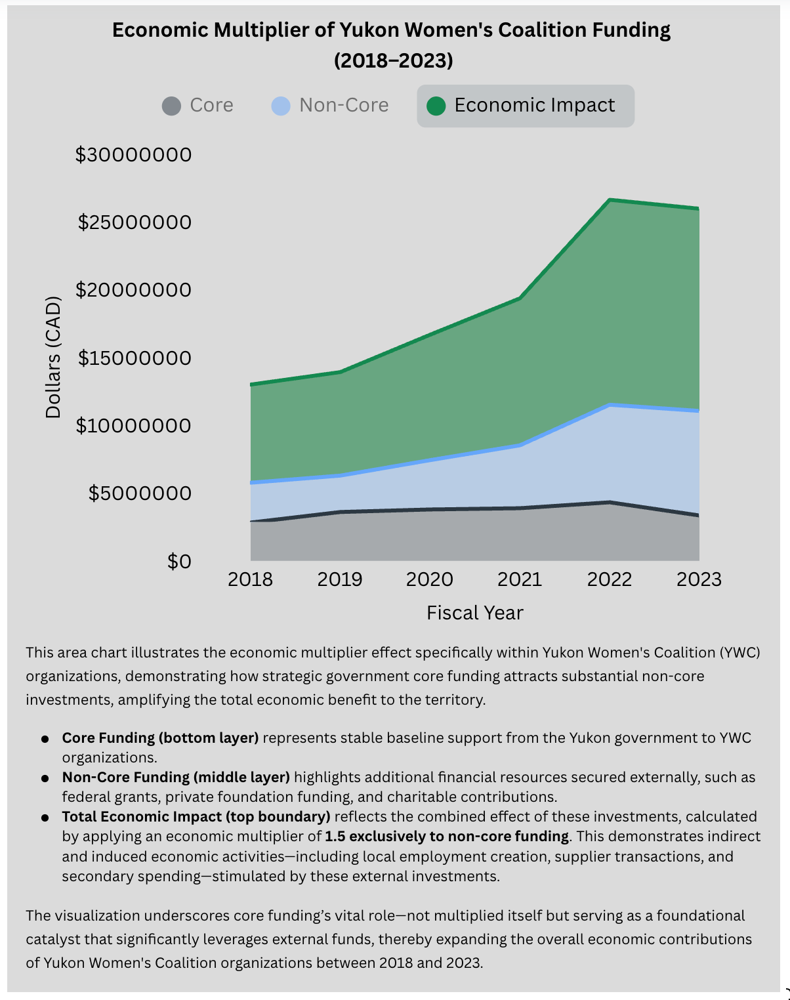 Economic Multiplier of Yukon Women's Coalition Funding
(2018–2023)
Core Non-Core Economic Impact
$30000000
$25000000
$20000000
$15000000
$10000000
$5000000
$0
Dollars (CAD)
2018 2019 2020 2021 2022 2023
Fiscal Year
This area chart illustrates the economic multiplier effect specifically within Yukon Women's Coalition (YWC)
organizations, demonstrating how strategic government core funding attracts substantial non-core
investments, amplifying the total economic benefit to the territory.
● Core Funding (bottom layer) represents stable baseline support from the Yukon government to YWC
organizations.
● Non-Core Funding (middle layer) highlights additional financial resources secured externally, such as
federal grants, private foundation funding, and charitable contributions.
● Total Economic Impact (top boundary) reflects the combined effect of these investments, calculated
by applying an economic multiplier of 1.5 exclusively to non-core funding. This demonstrates indirect
and induced economic activities—including local employment creation, supplier transactions, and
secondary spending—stimulated by these external investments.
The visualization underscores core funding’s vital role—not multiplied itself but serving as a foundational
catalyst that significantly leverages external funds, thereby expanding the overall economic contributions
of Yukon Women's Coalition organizations between 2018 and 2023.